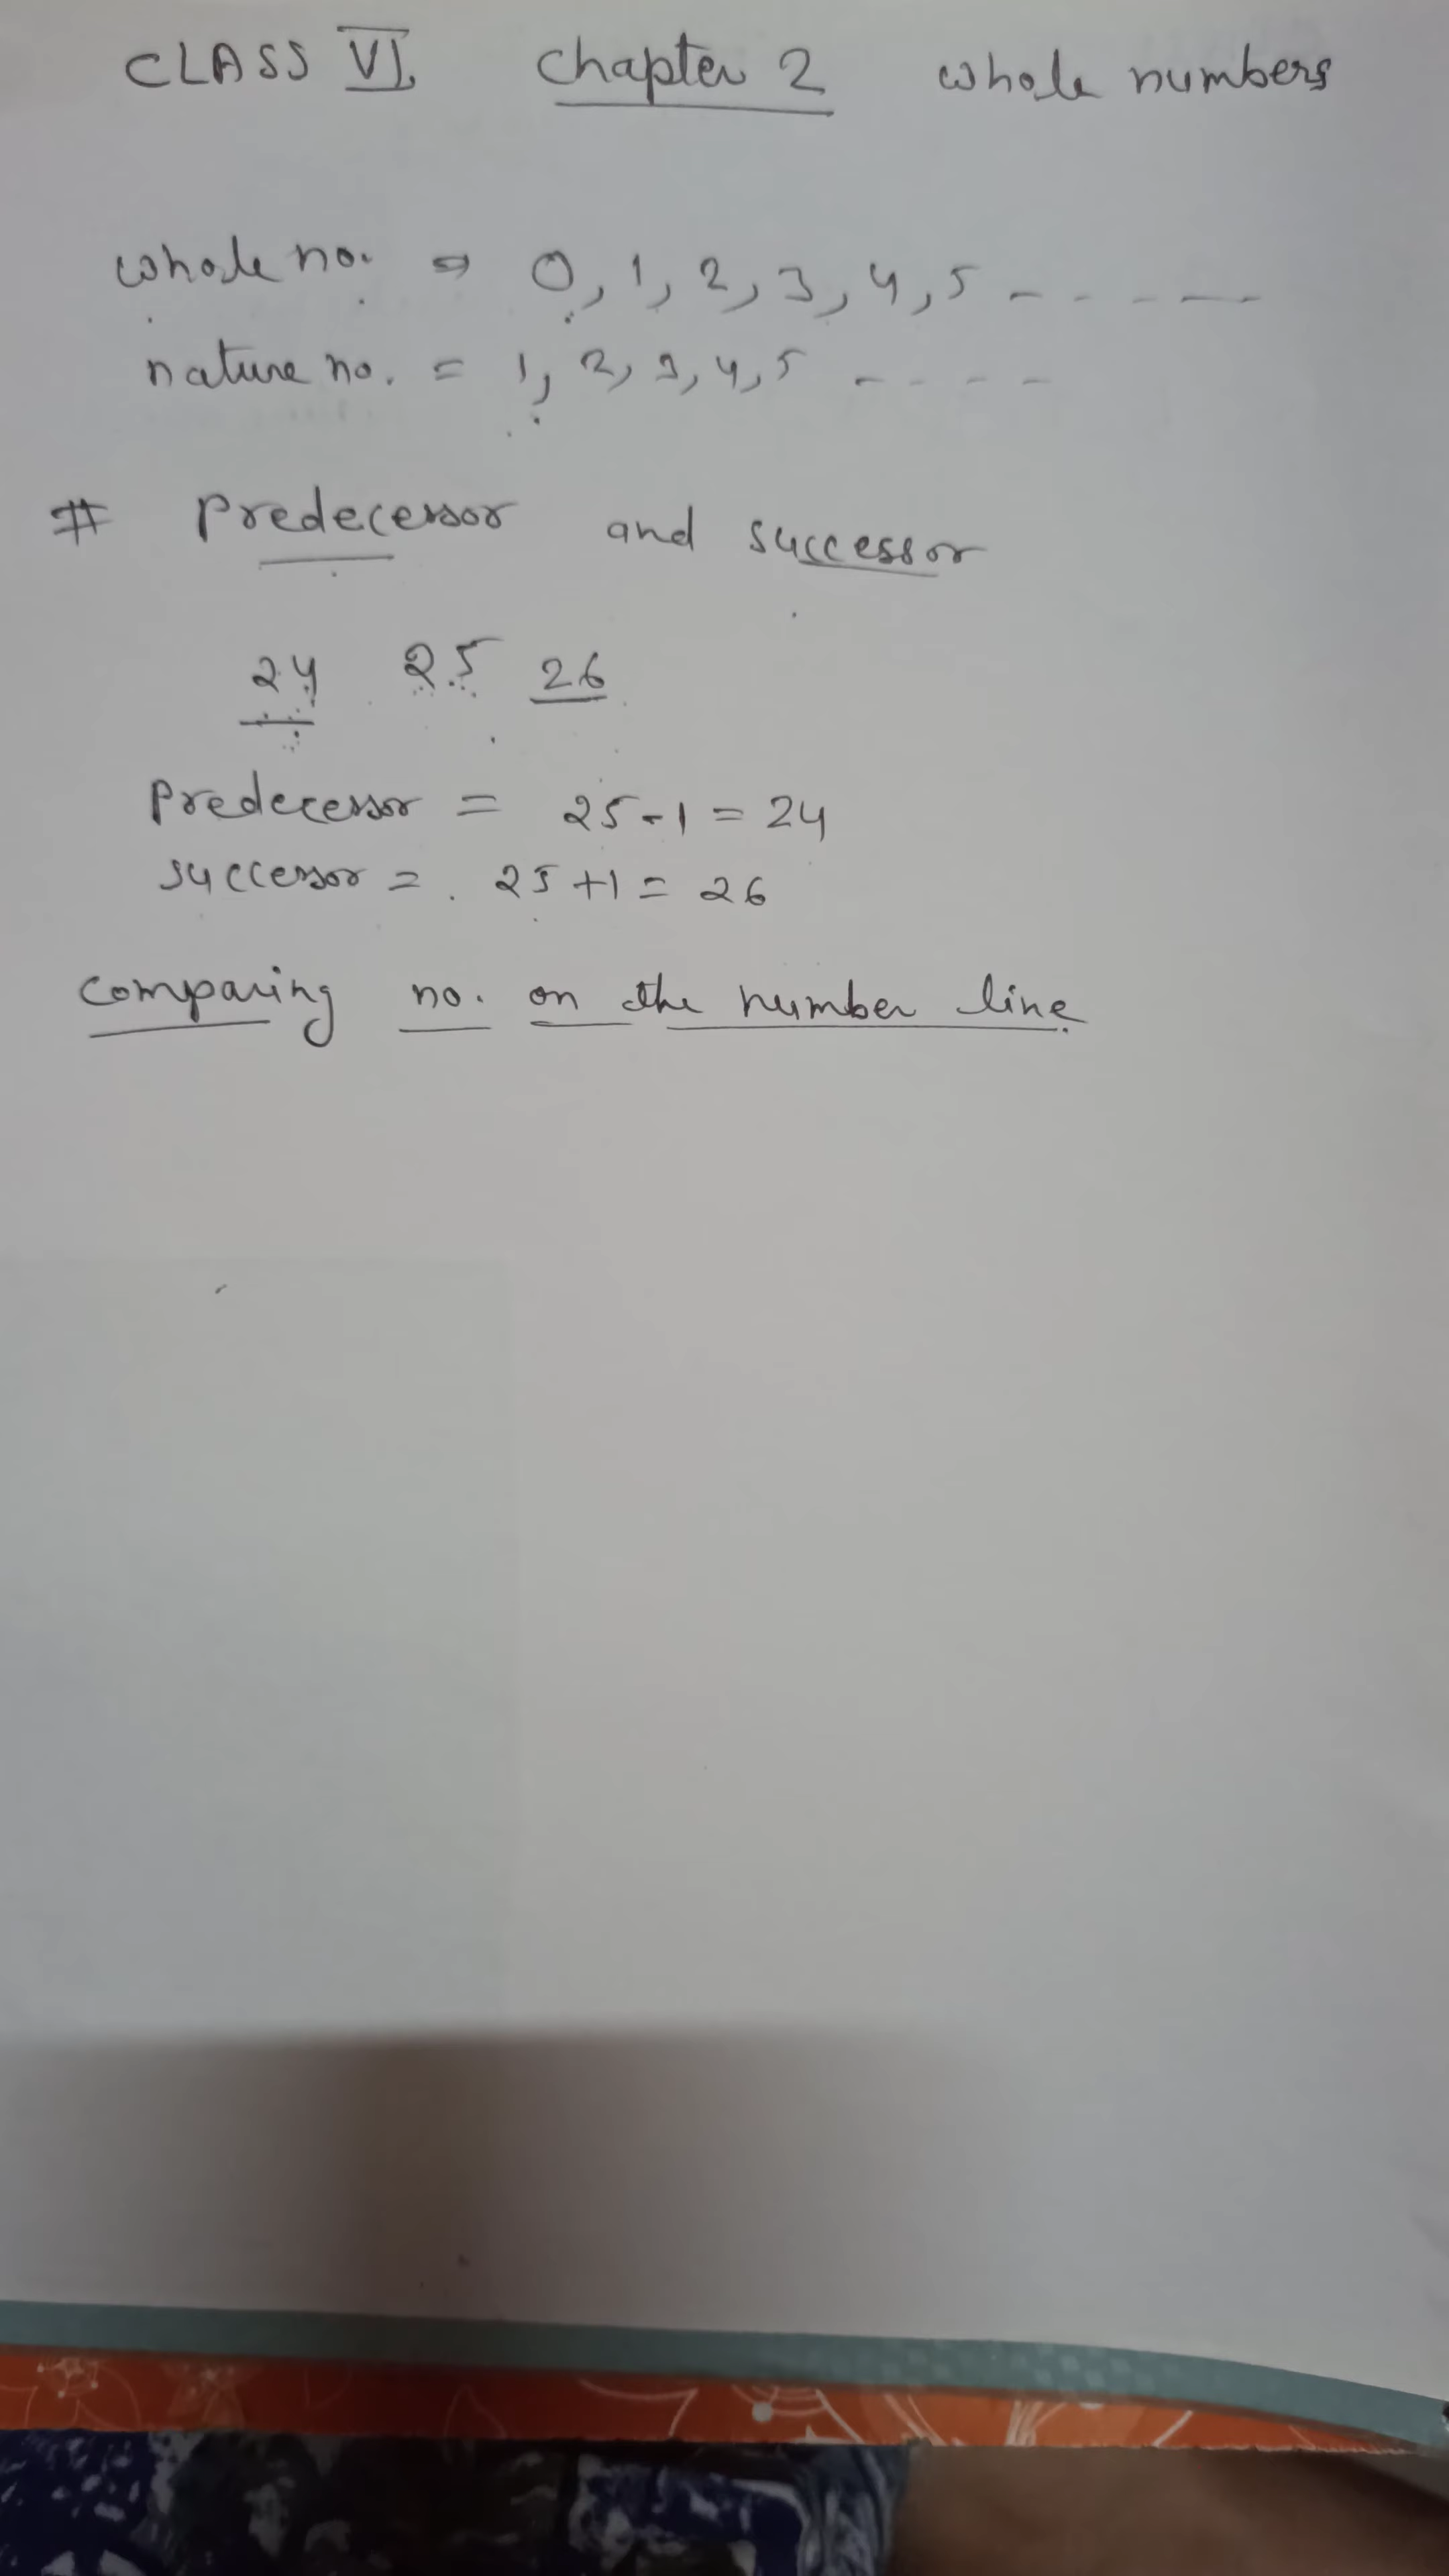 CLASS VI Chapter 2 whole numbers
whole no. ⇒ 0, 1, 2, 3, 4, 5 - - - - -
nature no. = 1, 2, 3, 4, 5 - - - -
# Predecessor and successor
24 25 26
Predecessor = 25 - 1 = 24
successor = 25 + 1 = 26
Comparing no. on the number line